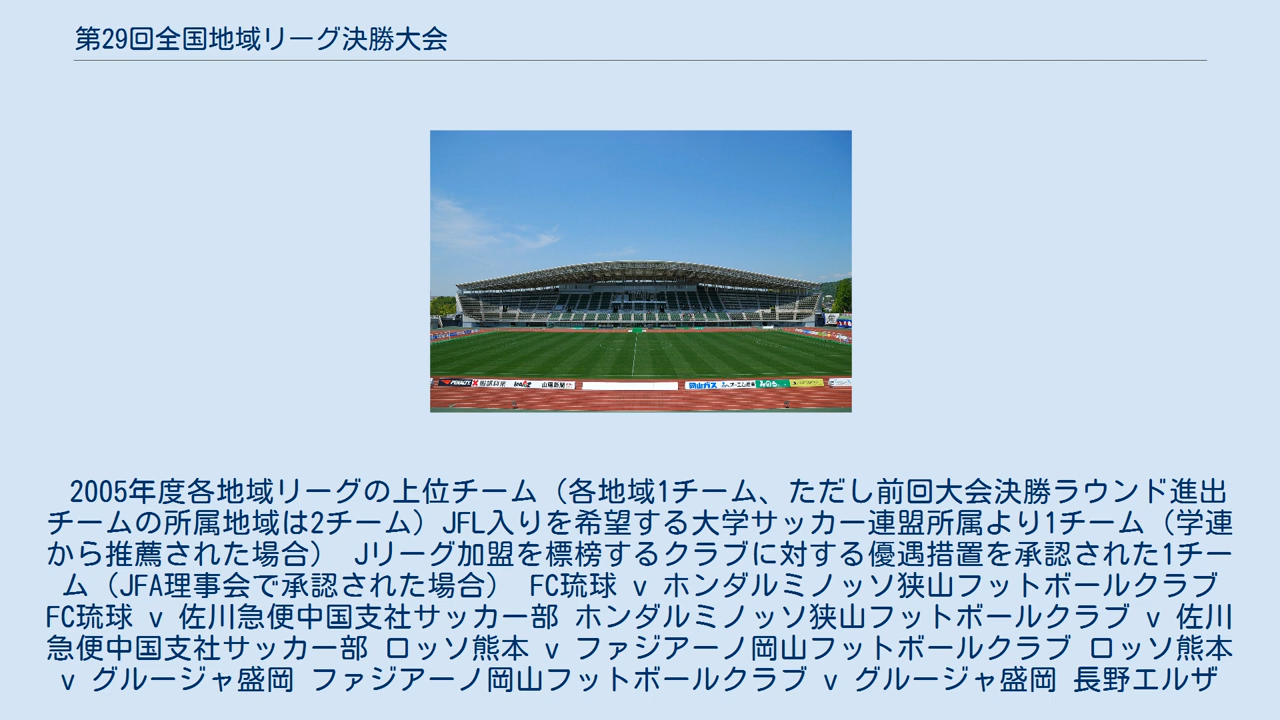 第29回全国地域リーグ決勝大会
PENALTY
岡山ガス
2005年度各地域リーグの上位チーム（各地域1チーム、ただし前回大会決勝ラウンド進出
チームの所属地域は2チーム）JFL入りを希望する大学サッカー連盟所属より1チーム（学連
から推薦された場合） Jリーグ加盟を標榜するクラブに対する優遇措置を承認された1チー
ム（JFA理事会で承認された場合） FC琉球 v ホンダルミノッソ狭山フットボールクラブ
FC琉球 v 佐川急便中国支社サッカー部 ホンダルミノッソ狭山フットボールクラブ v 佐川
急便中国支社サッカー部 ロッソ熊本 v ファジアーノ岡山フットボールクラブ ロッソ熊本
v グルージャ盛岡 ファジアーノ岡山フットボールクラブ v グルージャ盛岡 長野エルザ